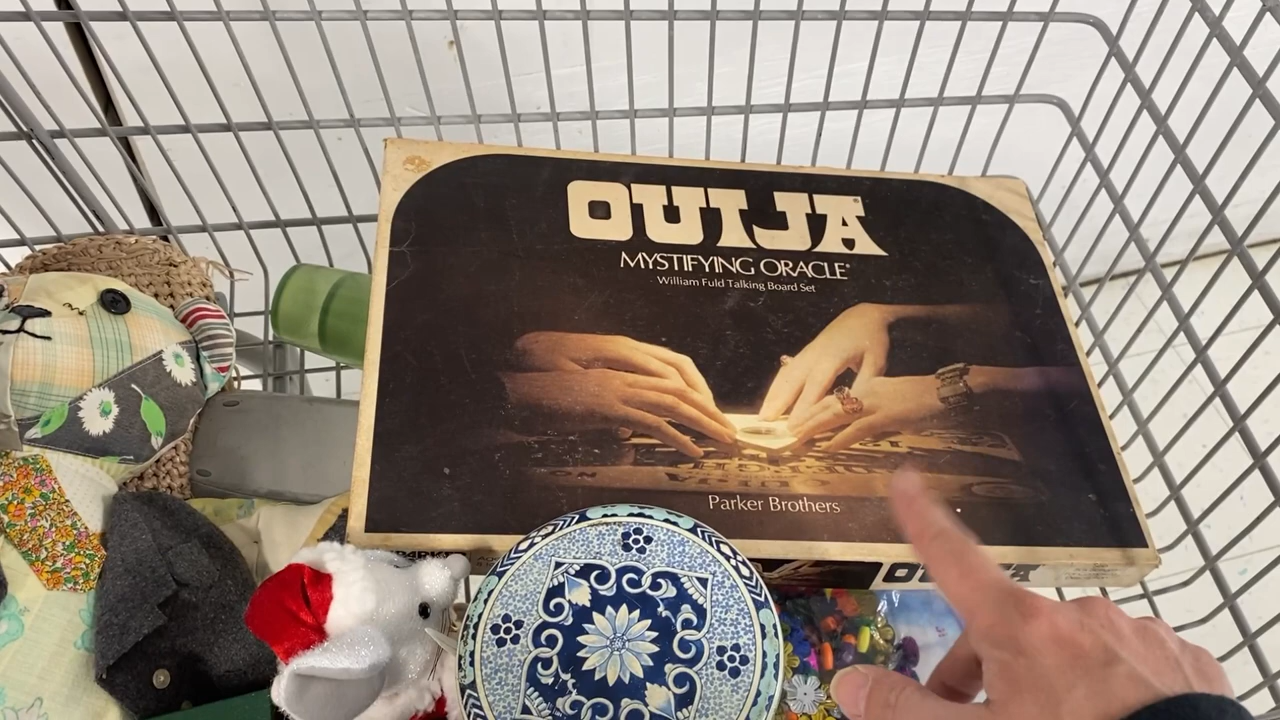 OUIJA®
MYSTIFYING ORACLE®
William Fuld Talking Board Set
Parker Brothers
OUIJA